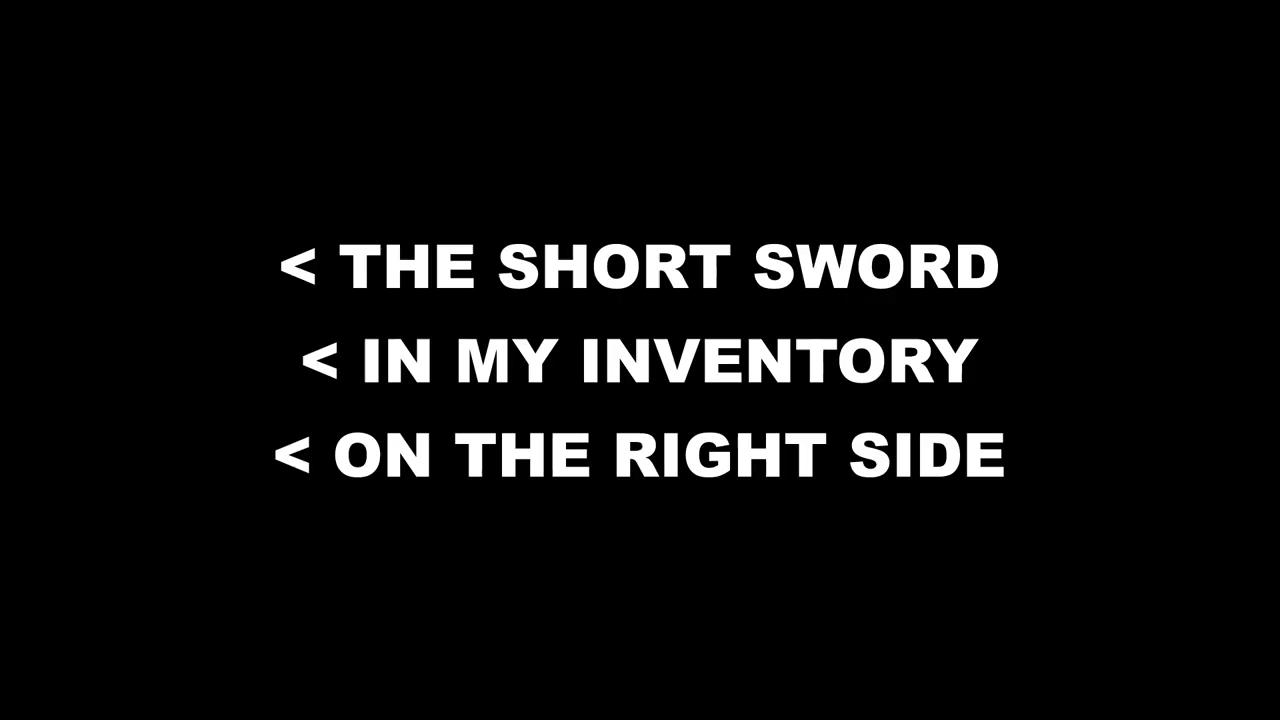 < THE SHORT SWORD
< IN MY INVENTORY
< ON THE RIGHT SIDE